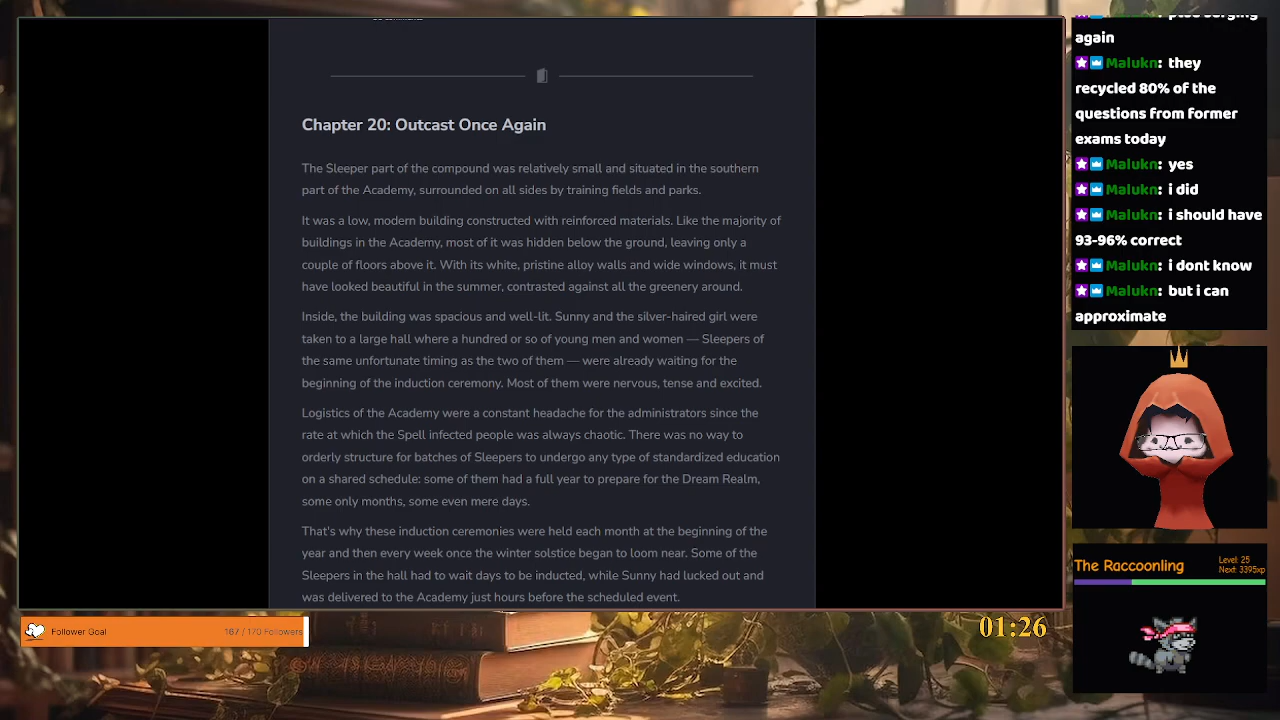 Chapter 20: Outcast Once Again
The Sleeper part of the compound was relatively small and situated in the southern
part of the Academy, surrounded on all sides by training fields and parks.
It was a low, modern building constructed with reinforced materials. Like the majority of
buildings in the Academy, most of it was hidden below the ground, leaving only a
couple of floors above it. With its white, pristine alloy walls and wide windows, it must
have looked beautiful in the summer, contrasted against all the greenery around.
Inside, the building was spacious and well-lit. Sunny and the silver-haired girl were
taken to a large hall where a hundred or so of young men and women — Sleepers of
the same unfortunate timing as the two of them — were already waiting for the
beginning of the induction ceremony. Most of them were nervous, tense and excited.
Logistics of the Academy were a constant headache for the administrators since the
rate at which the Spell infected people was always chaotic. There was no way to
orderly structure for batches of Sleepers to undergo any type of standardized education
on a shared schedule: some of them had a full year to prepare for the Dream Realm,
some only months, some even mere days.
That's why these induction ceremonies were held each month at the beginning of the
year and then every week once the winter solstice began to loom near. Some of the
Sleepers in the hall had to wait days to be inducted, while Sunny had lucked out and
was delivered to the Academy just hours before the scheduled event.
again
Malukn: they
recycled 80% of the
questions from former
exams today
Malukn: yes
Malukn: i did
Malukn: i should have
93-96% correct
Malukn: i dont know
Malukn: but i can
approximate
The Raccoonling
Level: 25
Next: 3395xp
Follower Goal
167 / 170 Followers
01:26